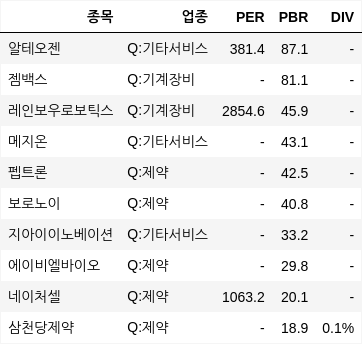 종목 업종 PER PBR DIV
알테오젠 Q:기타서비스 381.4 87.1 -
젬백스 Q:기계장비 - 81.1 -
레인보우로보틱스 Q:기계장비 2854.6 45.9 -
메지온 Q:기타서비스 - 43.1 -
펩트론 Q:제약 - 42.5 -
보로노이 Q:제약 - 40.8 -
지아이이노베이션 Q:기타서비스 - 33.2 -
에이비엘바이오 Q:제약 - 29.8 -
네이처셀 Q:제약 1063.2 20.1 -
삼천당제약 Q:제약 - 18.9 0.1%